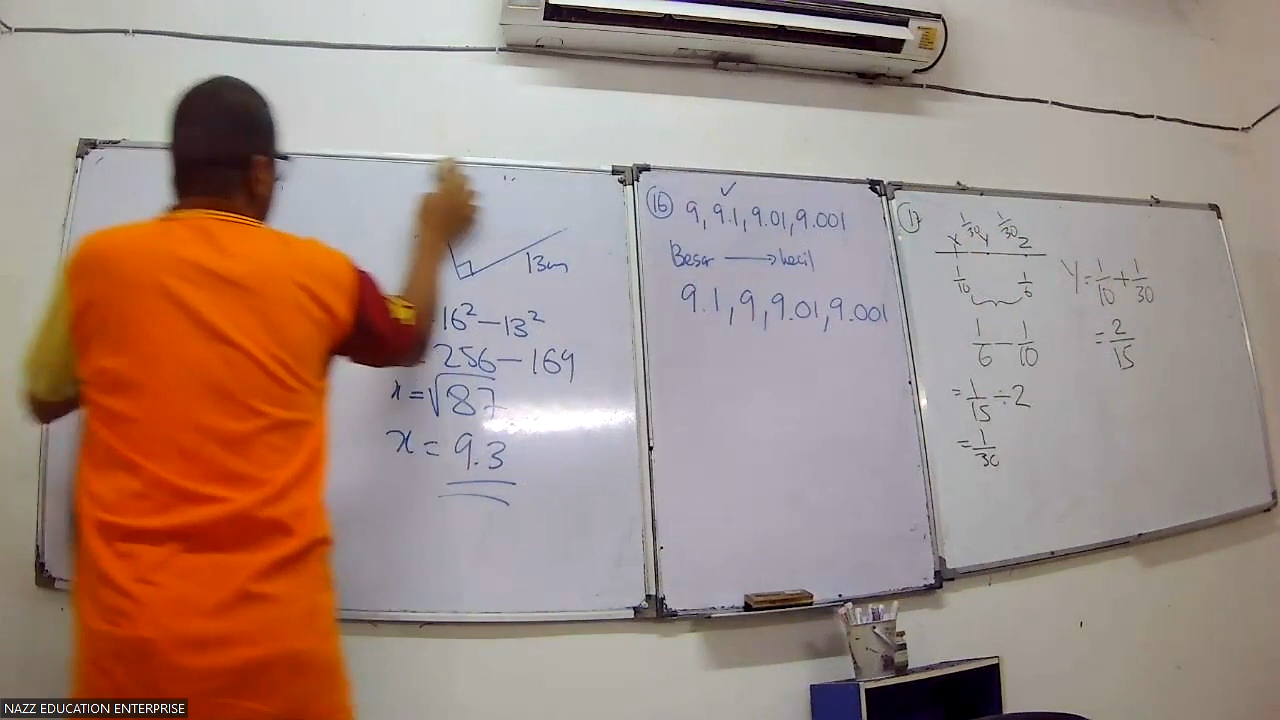 13cm
16² – 13²
256 – 169
x = √87
x = 9.3
16 ✓
9, 9.1, 9.01, 9.001
Besar → kecil
9.1, 9, 9.01, 9.001
17
1/30 1/30
X Y Z
1/10 1/6
1/6 – 1/10
= 1/15 ÷ 2
= 1/30
Y = 1/10 + 1/30
= 2/15
NAZZ EDUCATION ENTERPRISE